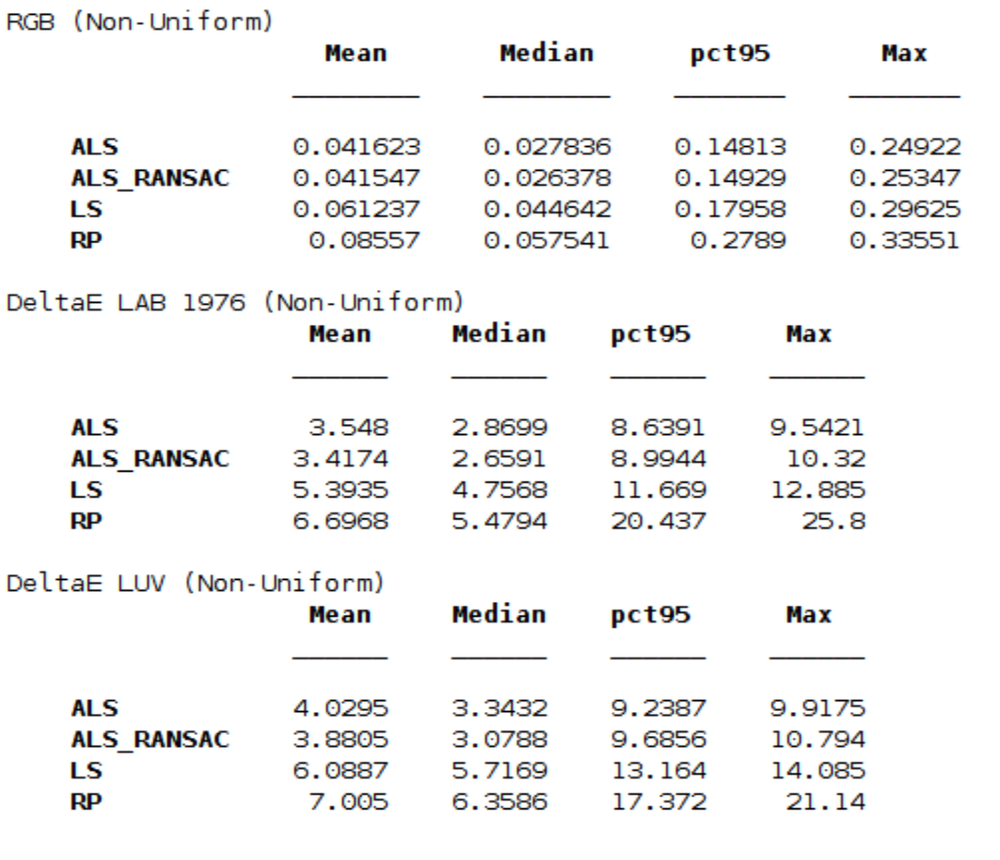 RGB (Non-Uniform)
Mean Median pct95 Max
ALS 0.041623 0.027836 0.14813 0.24922
ALS_RANSAC 0.041547 0.026378 0.14929 0.25347
LS 0.061237 0.044642 0.17958 0.29625
RP 0.08557 0.057541 0.2789 0.33551
DeltaE LAB 1976 (Non-Uniform)
Mean Median pct95 Max
ALS 3.548 2.8699 8.6391 9.5421
ALS_RANSAC 3.4174 2.6591 8.9944 10.32
LS 5.3935 4.7568 11.669 12.885
RP 6.6968 5.4794 20.437 25.8
DeltaE LUV (Non-Uniform)
Mean Median pct95 Max
ALS 4.0295 3.3432 9.2387 9.9175
ALS_RANSAC 3.8805 3.0788 9.6856 10.794
LS 6.0887 5.7169 13.164 14.085
RP 7.005 6.3586 17.372 21.14